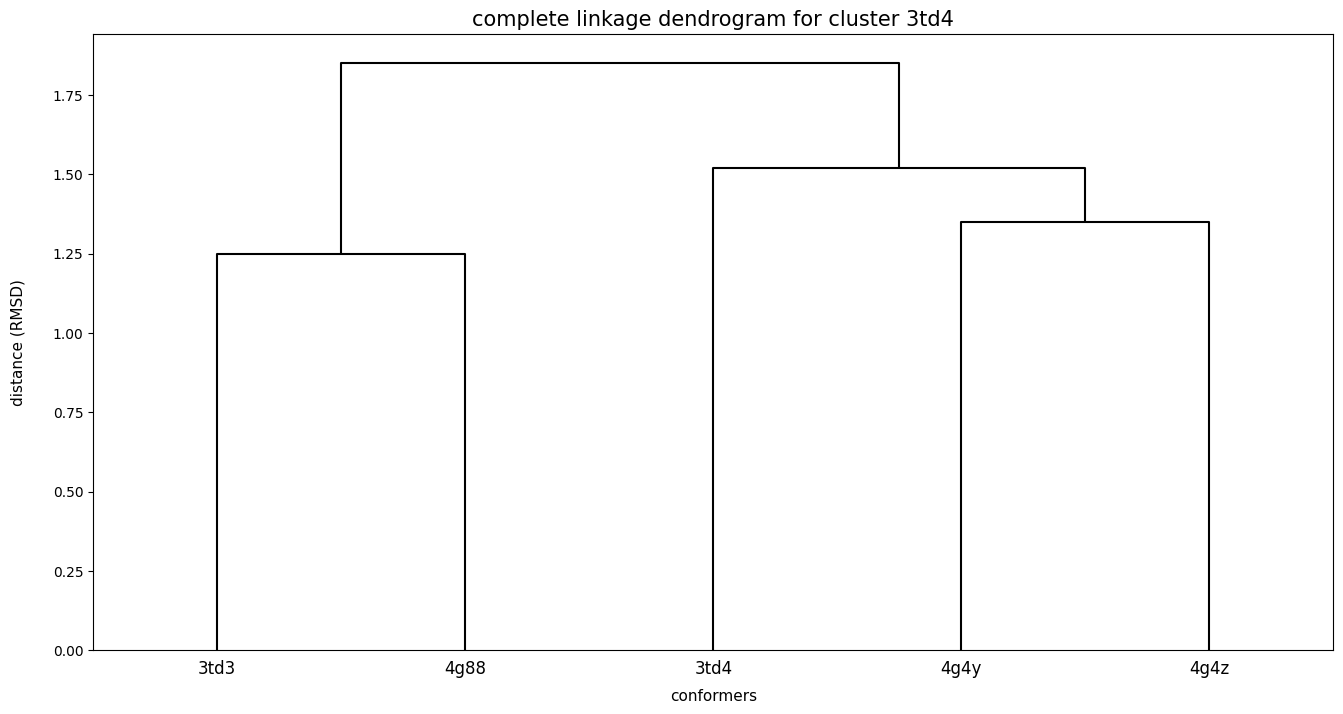 complete linkage dendrogram for cluster 3td4
distance (RMSD)
1.75
1.50
1.25
1.00
0.75
0.50
0.25
0.00
3td3 4g88 3td4 4g4y 4g4z
conformers